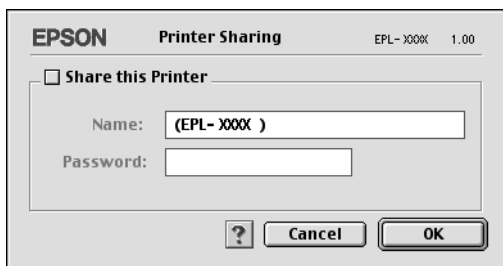 EPSON Printer Sharing EPL- XXXX 1.00
Share this Printer
Name: (EPL- XXXX )
Password:
? Cancel OK